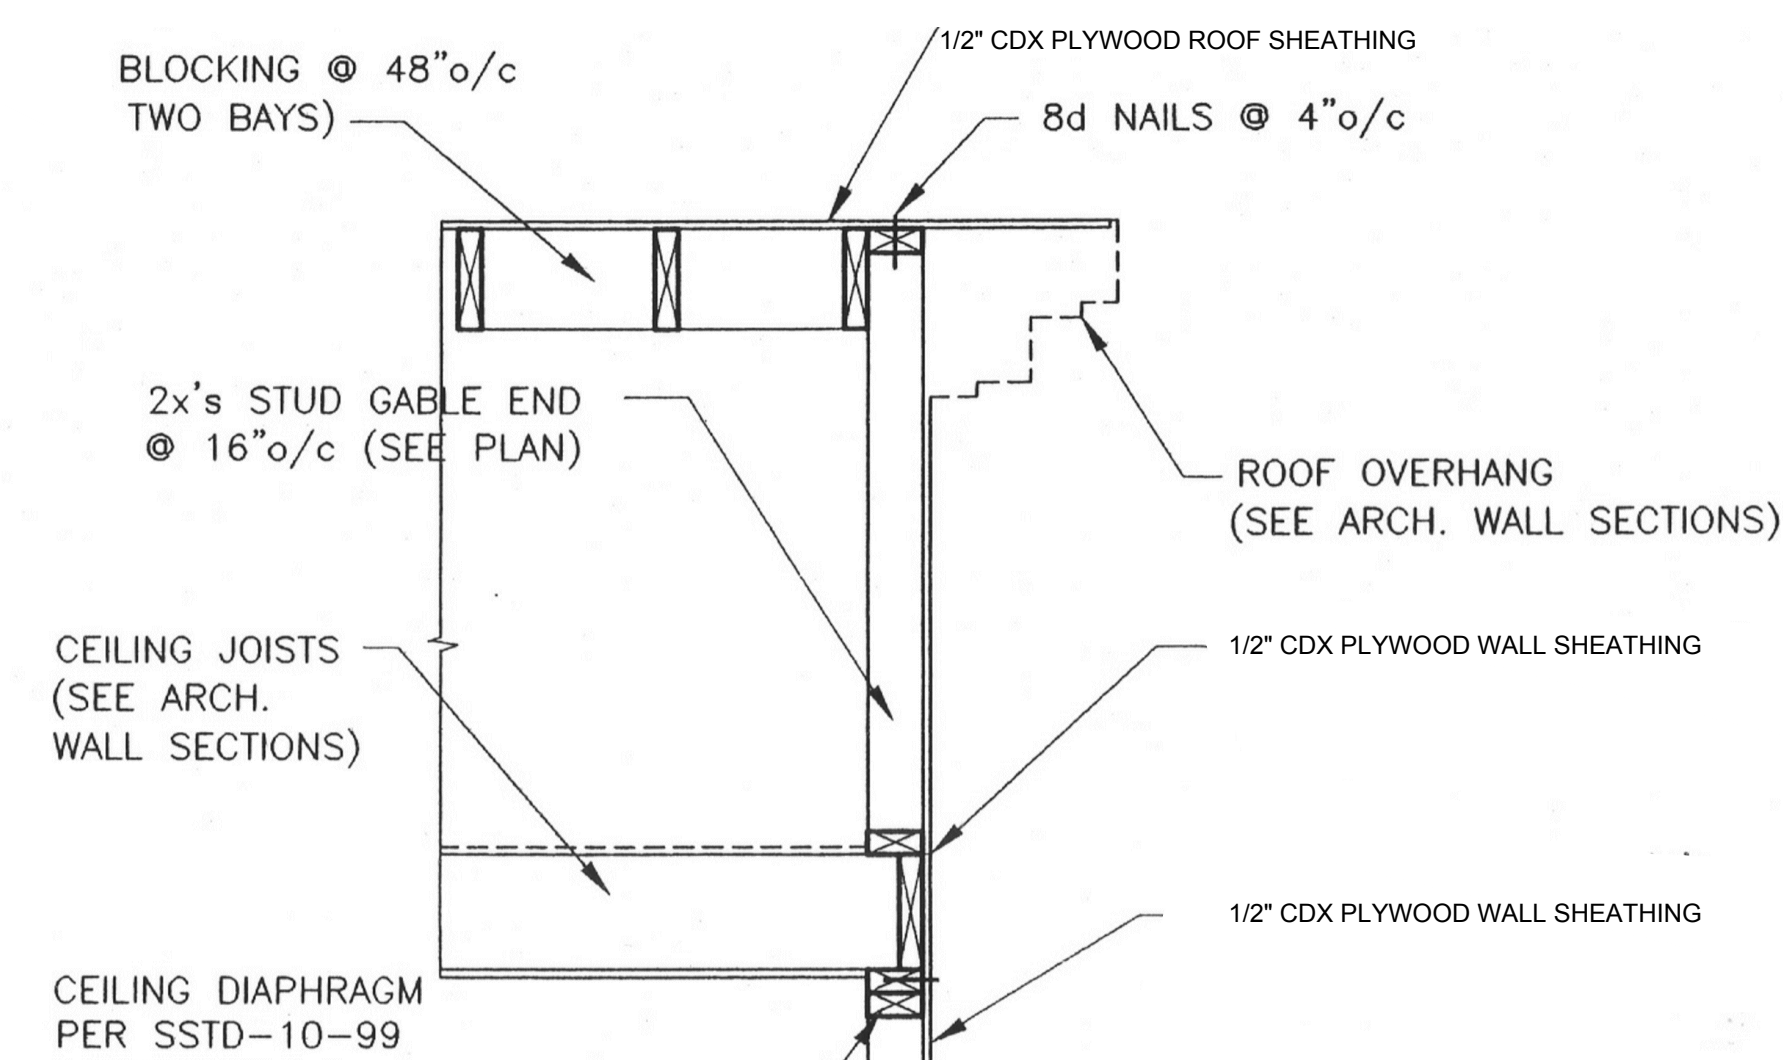 1/2" CDX PLYWOOD ROOF SHEATHING
BLOCKING @ 48"o/c
TWO BAYS)
8d NAILS @ 4"o/c
2x's STUD GABLE END
@ 16"o/c (SEE PLAN)
ROOF OVERHANG
(SEE ARCH. WALL SECTIONS)
CEILING JOISTS
(SEE ARCH.
WALL SECTIONS)
1/2" CDX PLYWOOD WALL SHEATHING
1/2" CDX PLYWOOD WALL SHEATHING
CEILING DIAPHRAGM
PER SSTD-10-99